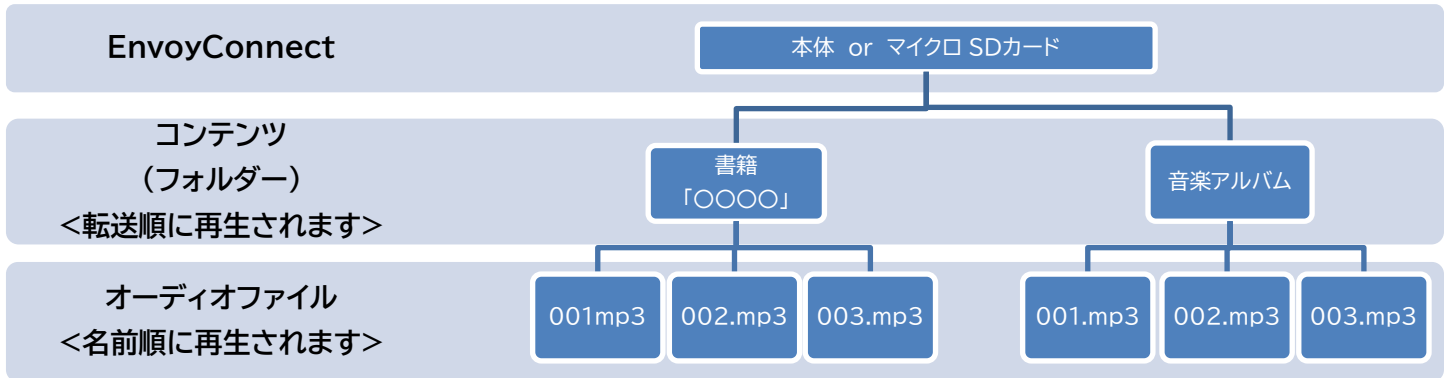 EnvoyConnect
本体 or マイクロ SDカード
コンテンツ
（フォルダー）
<転送順に再生されます>
書籍
「〇〇〇〇」
音楽アルバム
オーディオファイル
<名前順に再生されます>
001mp3
002.mp3
003.mp3
001.mp3
002.mp3
003.mp3